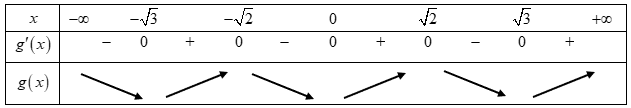 x −∞ −√3 −√2 0 √2 √3 +∞
g′(x) − 0 + 0 − 0 + 0 − 0 +
g(x)